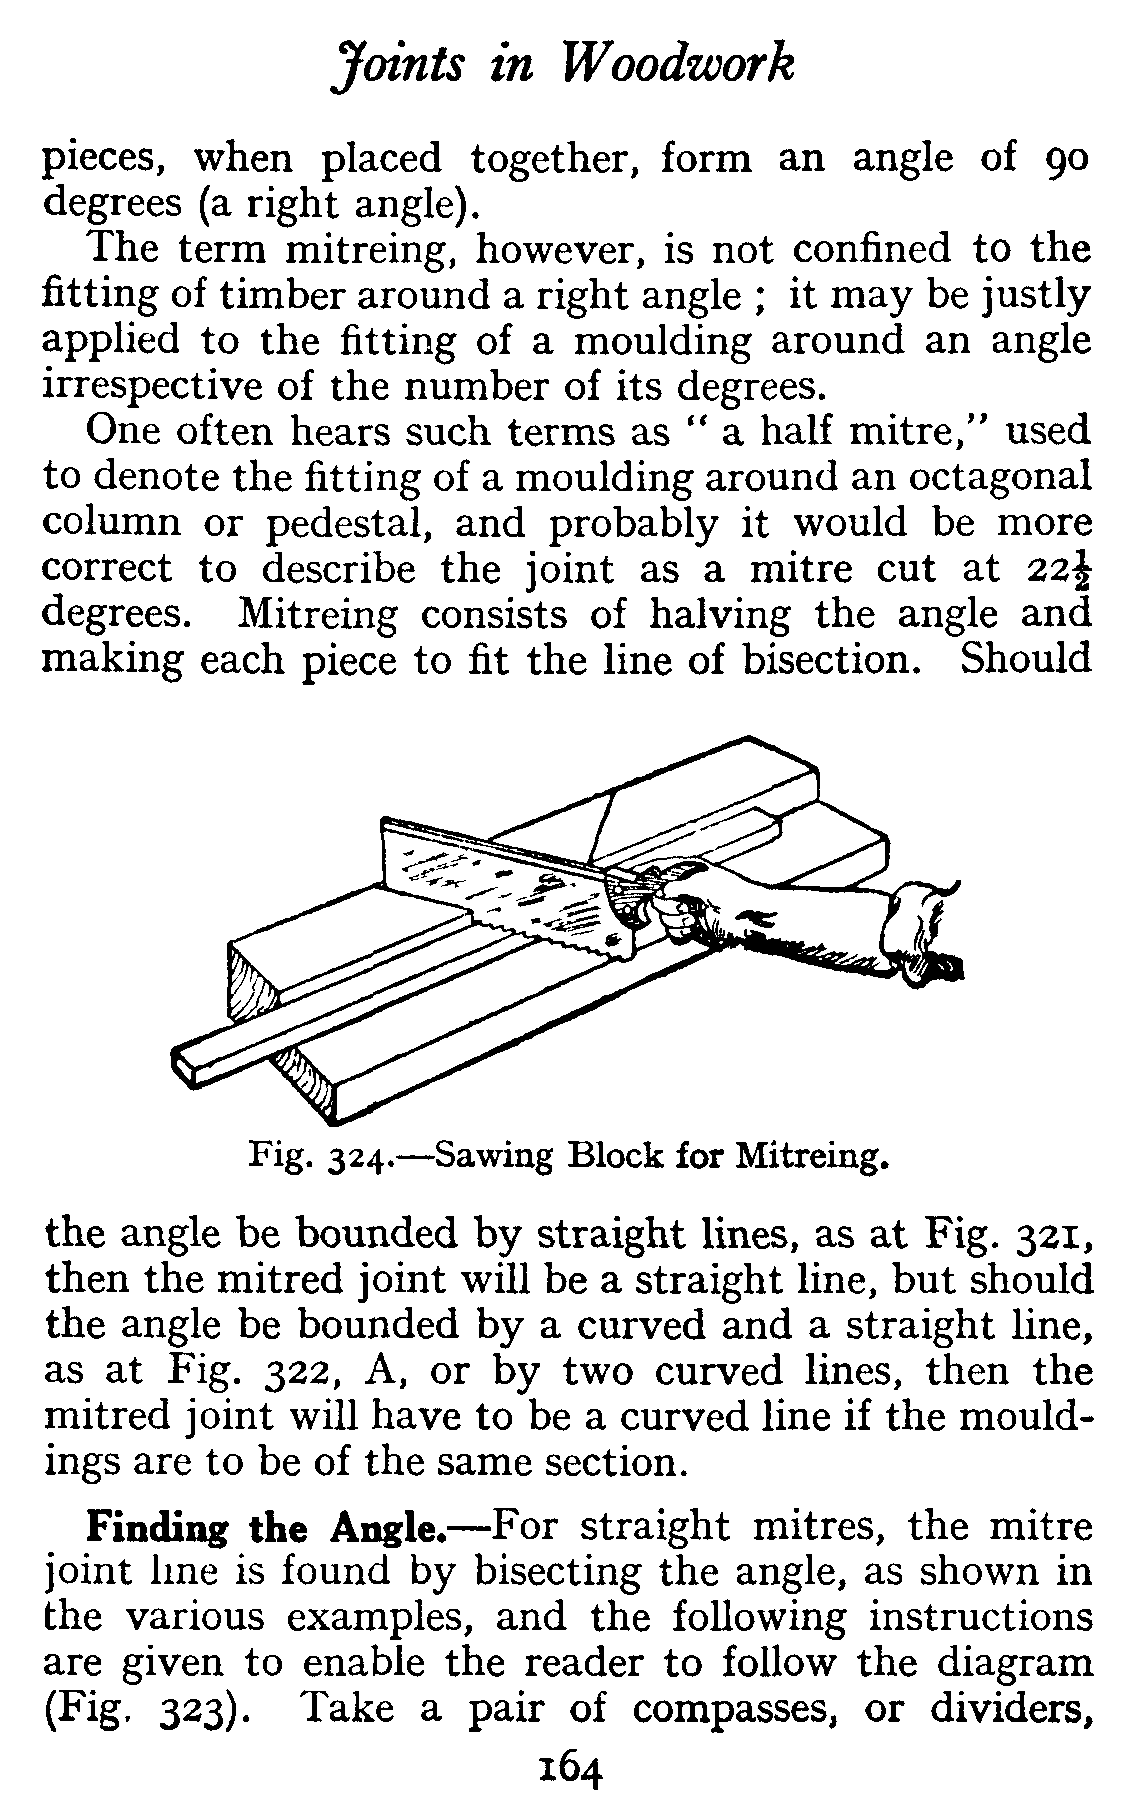 Joints in Woodwork
pieces, when placed together, form an angle of 90
degrees (a right angle).
The term mitreing, however, is not confined to the
fitting of timber around a right angle ; it may be justly
applied to the fitting of a moulding around an angle
irrespective of the number of its degrees.
One often hears such terms as " a half mitre," used
to denote the fitting of a moulding around an octagonal
column or pedestal, and probably it would be more
correct to describe the joint as a mitre cut at 22½
degrees. Mitreing consists of halving the angle and
making each piece to fit the line of bisection. Should
Fig. 324.—Sawing Block for Mitreing.
the angle be bounded by straight lines, as at Fig. 321,
then the mitred joint will be a straight line, but should
the angle be bounded by a curved and a straight line,
as at Fig. 322, A, or by two curved lines, then the
mitred joint will have to be a curved line if the mould-
ings are to be of the same section.
Finding the Angle.—For straight mitres, the mitre
joint line is found by bisecting the angle, as shown in
the various examples, and the following instructions
are given to enable the reader to follow the diagram
(Fig. 323). Take a pair of compasses, or dividers,
164